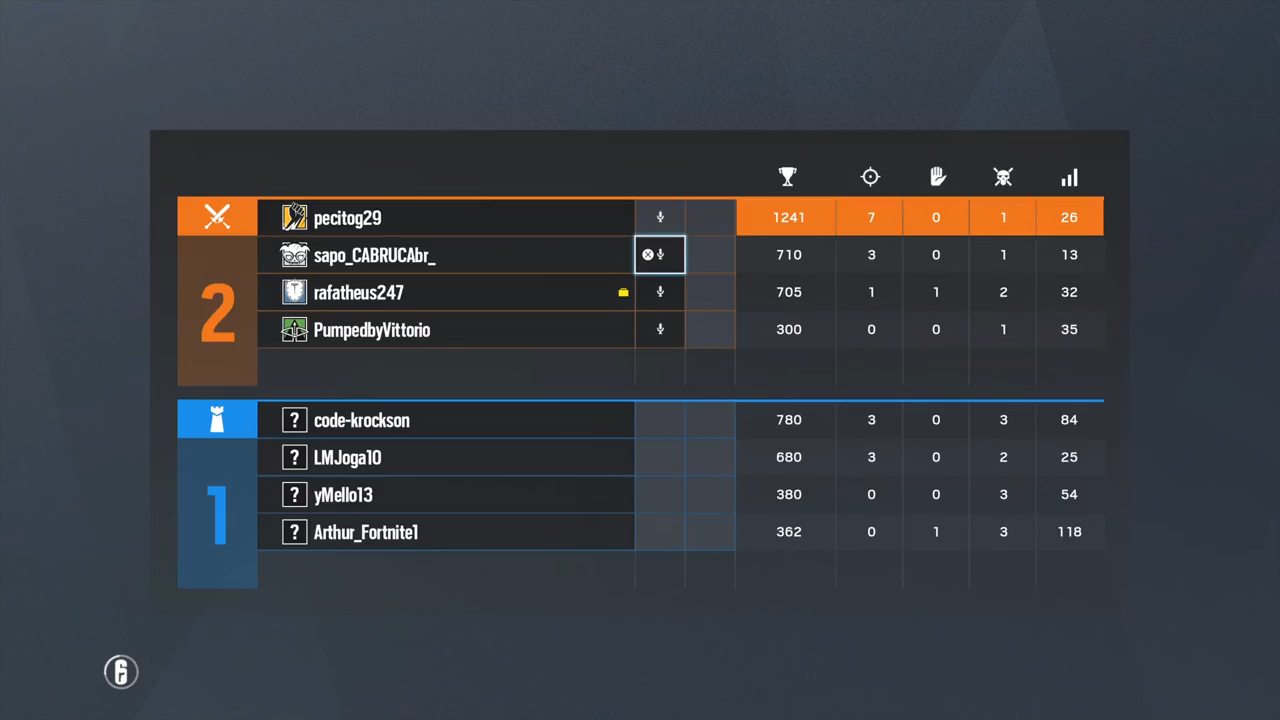 pecitog29 1241 7 0 1 26
sapo_CABRUCAbr_ 710 3 0 1 13
2 rafatheus247 705 1 1 2 32
PumpedbyVittorio 300 0 0 1 35
? code-krockson 780 3 0 3 84
? LMJoga10 680 3 0 2 25
1 ? yMello13 380 0 0 3 54
? Arthur_Fortnite1 362 0 1 3 118
6